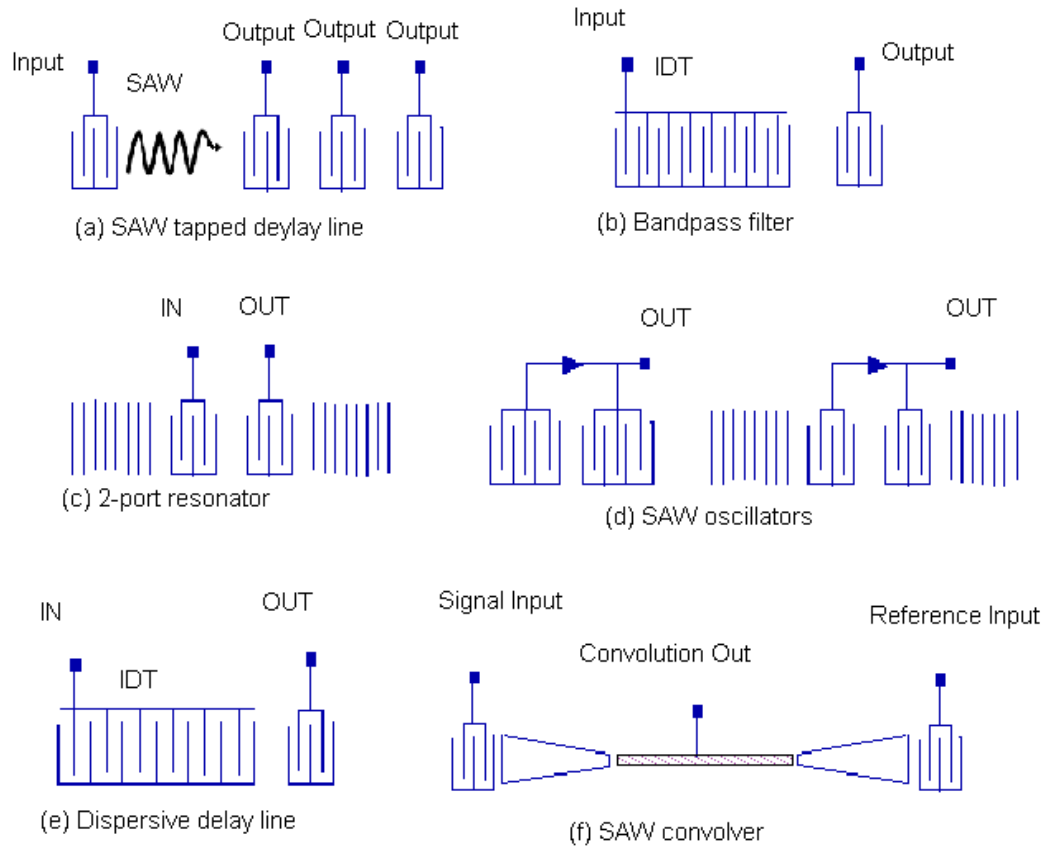 Output Output Output
Input
SAW
(a) SAW tapped deylay line
Input
IDT
Output
(b) Bandpass filter
IN OUT
(c) 2-port resonator
OUT OUT
(d) SAW oscillators
IN
OUT
IDT
(e) Dispersive delay line
Signal Input
Reference Input
Convolution Out
(f) SAW convolver